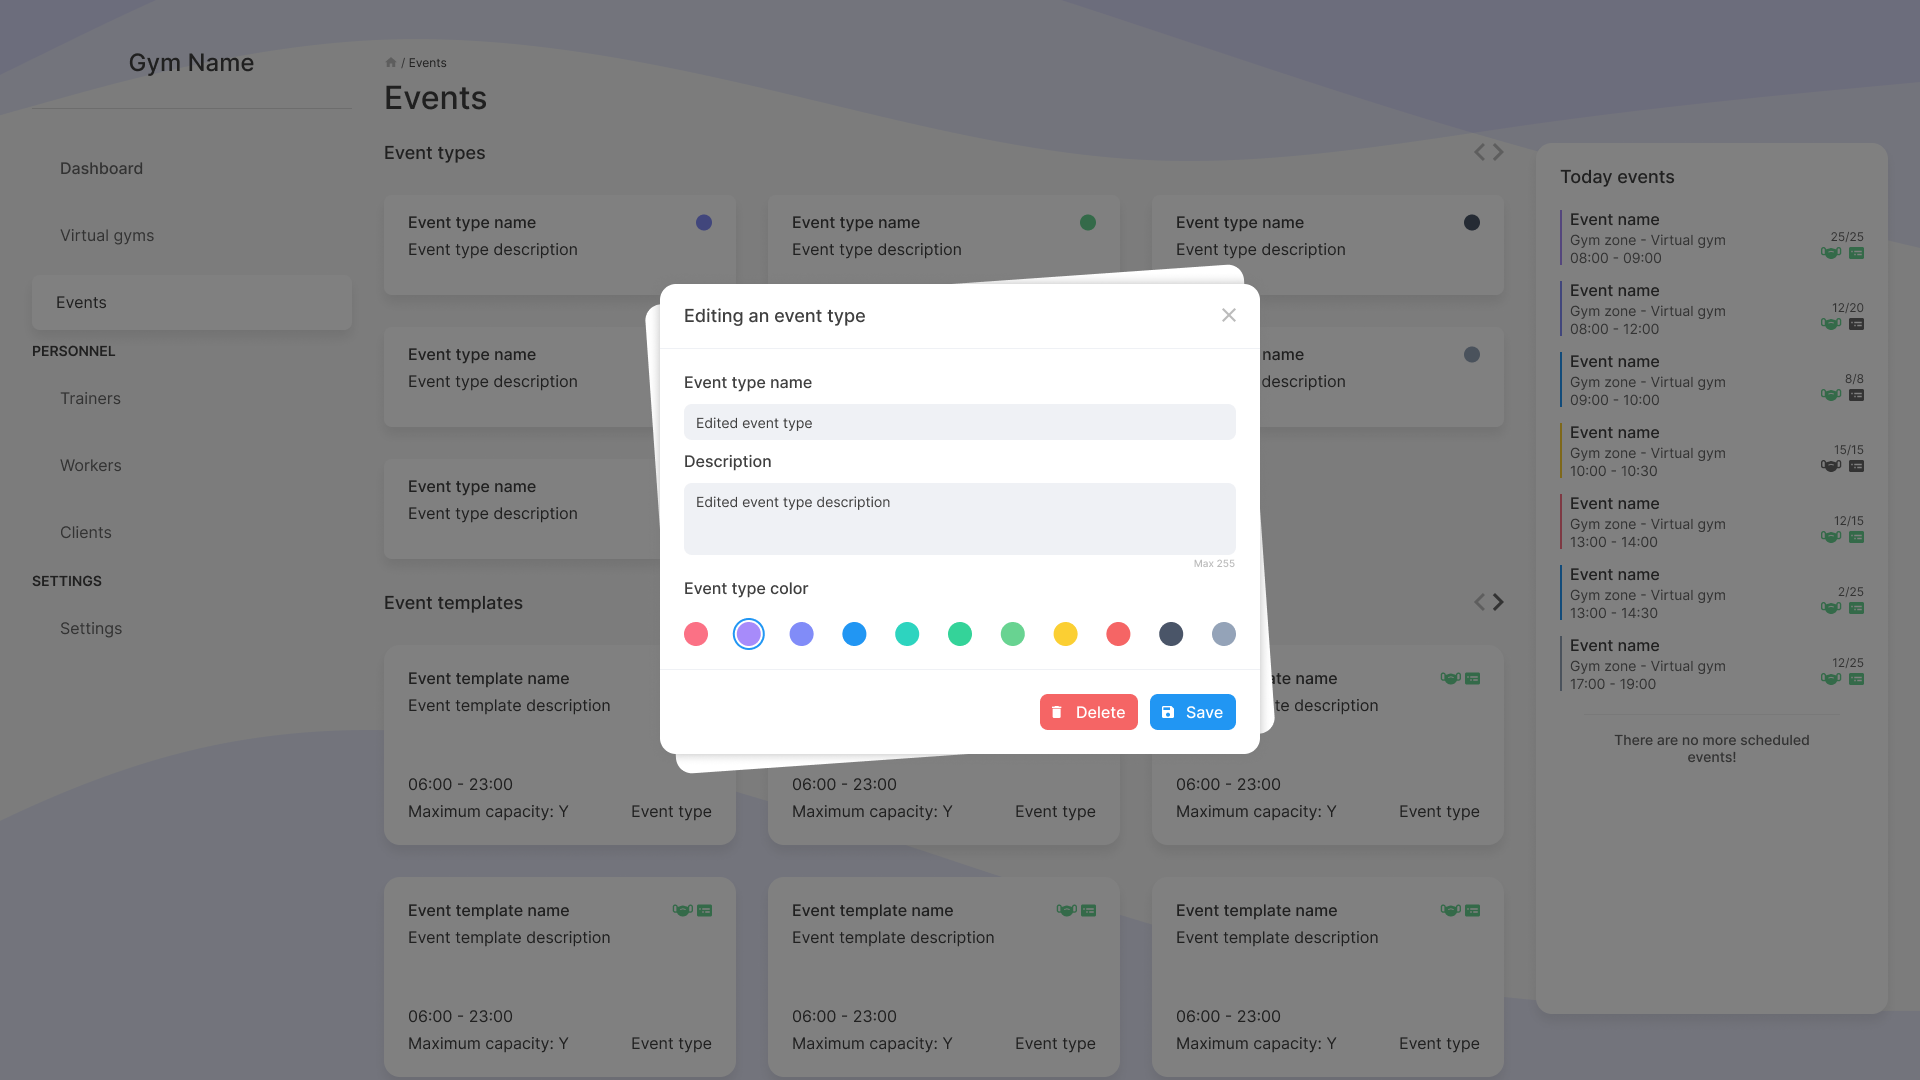 Gym Name
Dashboard
Virtual gyms
Events
PERSONNEL
Trainers
Workers
Clients
SETTINGS
Settings
/ Events
Events
Event types
Event type name
Event type description
Event type name
Event type description
Event type name
Event type description
Event type name
Event type description
name
description
Event type name
Event type description
Editing an event type
Event type name
Edited event type
Description
Edited event type description
Max 255
Event type color
Delete
Save
Event templates
Event template name
Event template description
06:00 - 23:00
Maximum capacity: Y
Event type
06:00 - 23:00
Maximum capacity: Y
Event type
ate name
te description
06:00 - 23:00
Maximum capacity: Y
Event type
Event template name
Event template description
06:00 - 23:00
Maximum capacity: Y
Event type
Event template name
Event template description
06:00 - 23:00
Maximum capacity: Y
Event type
Event template name
Event template description
06:00 - 23:00
Maximum capacity: Y
Event type
Today events
Event name
Gym zone - Virtual gym
08:00 - 09:00
25/25
Event name
Gym zone - Virtual gym
08:00 - 12:00
12/20
Event name
Gym zone - Virtual gym
09:00 - 10:00
8/8
Event name
Gym zone - Virtual gym
10:00 - 10:30
15/15
Event name
Gym zone - Virtual gym
13:00 - 14:00
12/15
Event name
Gym zone - Virtual gym
13:00 - 14:30
2/25
Event name
Gym zone - Virtual gym
17:00 - 19:00
12/25
There are no more scheduled
events!